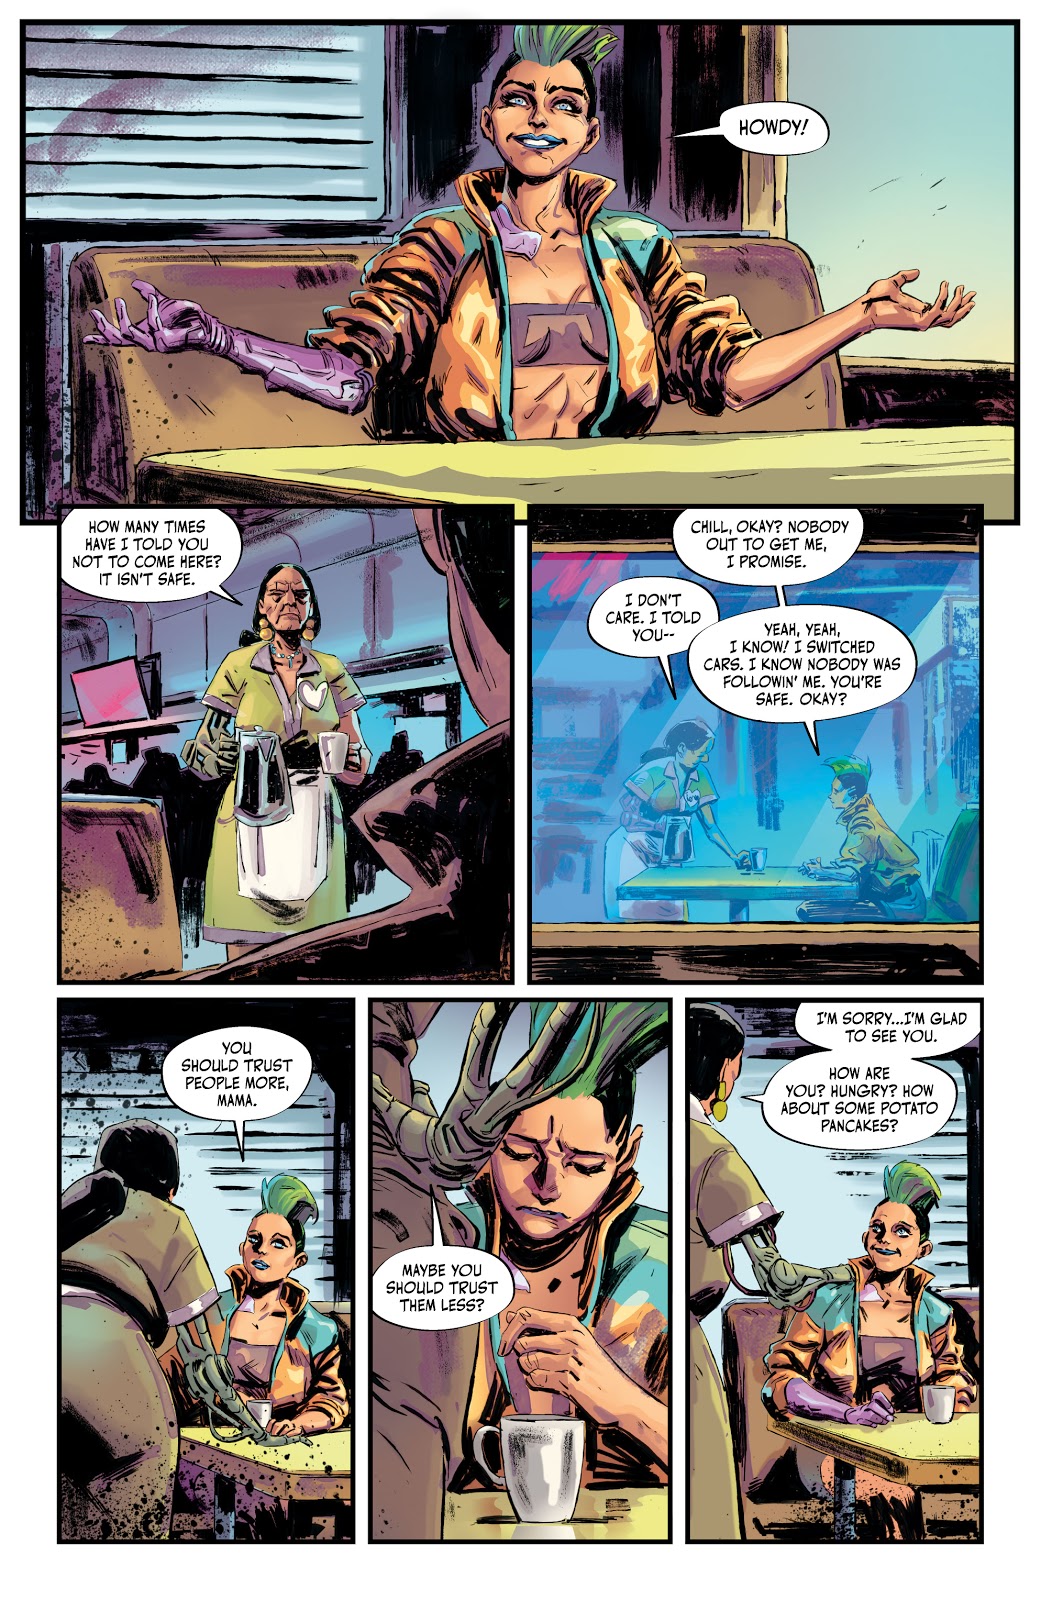 HOWDY!
HOW MANY TIMES
HAVE I TOLD YOU
NOT TO COME HERE?
IT ISN'T SAFE.
CHILL, OKAY? NOBODY
OUT TO GET ME,
I PROMISE.
I DON'T
CARE. I TOLD
YOU--
YEAH, YEAH,
I KNOW! I SWITCHED
CARS. I KNOW NOBODY WAS
FOLLOWIN' ME. YOU'RE
SAFE. OKAY?
YOU
SHOULD TRUST
PEOPLE MORE,
MAMA.
MAYBE YOU
SHOULD TRUST
THEM LESS?
I'M SORRY...I'M GLAD
TO SEE YOU.
HOW ARE
YOU? HUNGRY? HOW
ABOUT SOME POTATO
PANCAKES?